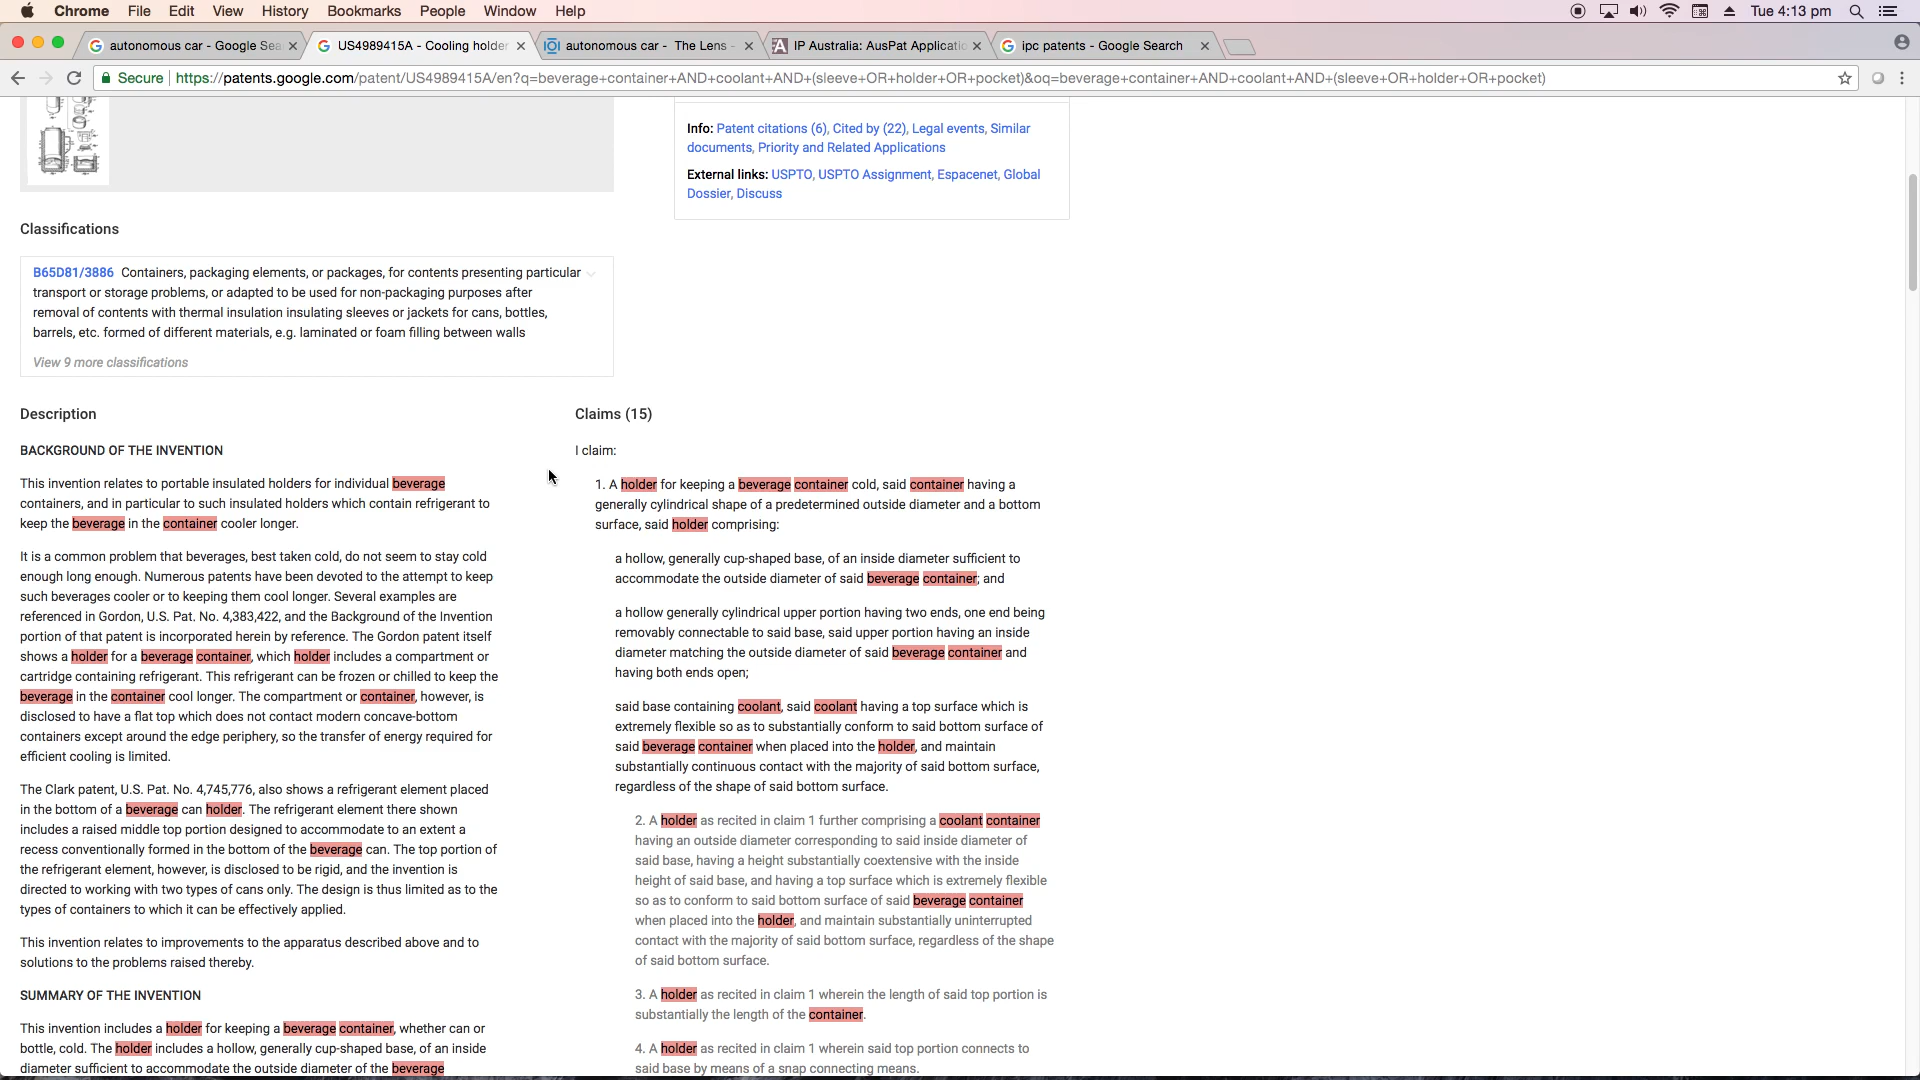 Chrome File Edit View History Bookmarks People Window Help Tue 4:13 pm
autonomous car - Google Sea
US4989415A - Cooling holder
autonomous car - The Lens -
IP Australia: AusPat Applicatio
ipc patents - Google Search
Secure https://patents.google.com/patent/US4989415A/en?q=beverage+container+AND+coolant+AND+(sleeve+OR+holder+OR+pocket)&oq=beverage+container+AND+coolant+AND+(sleeve+OR+holder+OR+pocket)
Info: Patent citations (6), Cited by (22), Legal events, Similar
documents, Priority and Related Applications
External links: USPTO, USPTO Assignment, Espacenet, Global
Dossier, Discuss
Classifications
B65D81/3886 Containers, packaging elements, or packages, for contents presenting particular
transport or storage problems, or adapted to be used for non-packaging purposes after
removal of contents with thermal insulation insulating sleeves or jackets for cans, bottles,
barrels, etc. formed of different materials, e.g. laminated or foam filling between walls
View 9 more classifications
Description
BACKGROUND OF THE INVENTION
This invention relates to portable insulated holders for individual beverage
containers, and in particular to such insulated holders which contain refrigerant to
keep the beverage in the container cooler longer.
It is a common problem that beverages, best taken cold, do not seem to stay cold
enough long enough. Numerous patents have been devoted to the attempt to keep
such beverages cooler or to keeping them cool longer. Several examples are
referenced in Gordon, U.S. Pat. No. 4,383,422, and the Background of the Invention
portion of that patent is incorporated herein by reference. The Gordon patent itself
shows a holder for a beverage container, which holder includes a compartment or
cartridge containing refrigerant. This refrigerant can be frozen or chilled to keep the
beverage in the container cool longer. The compartment or container, however, is
disclosed to have a flat top which does not contact modern concave-bottom
containers except around the edge periphery, so the transfer of energy required for
efficient cooling is limited.
The Clark patent, U.S. Pat. No. 4,745,776, also shows a refrigerant element placed
in the bottom of a beverage can holder. The refrigerant element there shown
includes a raised middle top portion designed to accommodate to an extent a
recess conventionally formed in the bottom of the beverage can. The top portion of
the refrigerant element, however, is disclosed to be rigid, and the invention is
directed to working with two types of cans only. The design is thus limited as to the
types of containers to which it can be effectively applied.
This invention relates to improvements to the apparatus described above and to
solutions to the problems raised thereby.
SUMMARY OF THE INVENTION
This invention includes a holder for keeping a beverage container, whether can or
bottle, cold. The holder includes a hollow, generally cup-shaped base, of an inside
diameter sufficient to accommodate the outside diameter of the beverage
Claims (15)
I claim:
1. A holder for keeping a beverage container cold, said container having a
generally cylindrical shape of a predetermined outside diameter and a bottom
surface, said holder comprising:
a hollow, generally cup-shaped base, of an inside diameter sufficient to
accommodate the outside diameter of said beverage container; and
a hollow generally cylindrical upper portion having two ends, one end being
removably connectable to said base, said upper portion having an inside
diameter matching the outside diameter of said beverage container and
having both ends open;
said base containing coolant, said coolant having a top surface which is
extremely flexible so as to substantially conform to said bottom surface of
said beverage container when placed into the holder, and maintain
substantially continuous contact with the majority of said bottom surface,
regardless of the shape of said bottom surface.
2. A holder as recited in claim 1 further comprising a coolant container
having an outside diameter corresponding to said inside diameter of
said base, having a height substantially coextensive with the inside
height of said base, and having a top surface which is extremely flexible
so as to conform to said bottom surface of said beverage container
when placed into the holder, and maintain substantially uninterrupted
contact with the majority of said bottom surface, regardless of the shape
of said bottom surface.
3. A holder as recited in claim 1 wherein the length of said top portion is
substantially the length of the container.
4. A holder as recited in claim 1 wherein said top portion connects to
said base by means of a snap connecting means.